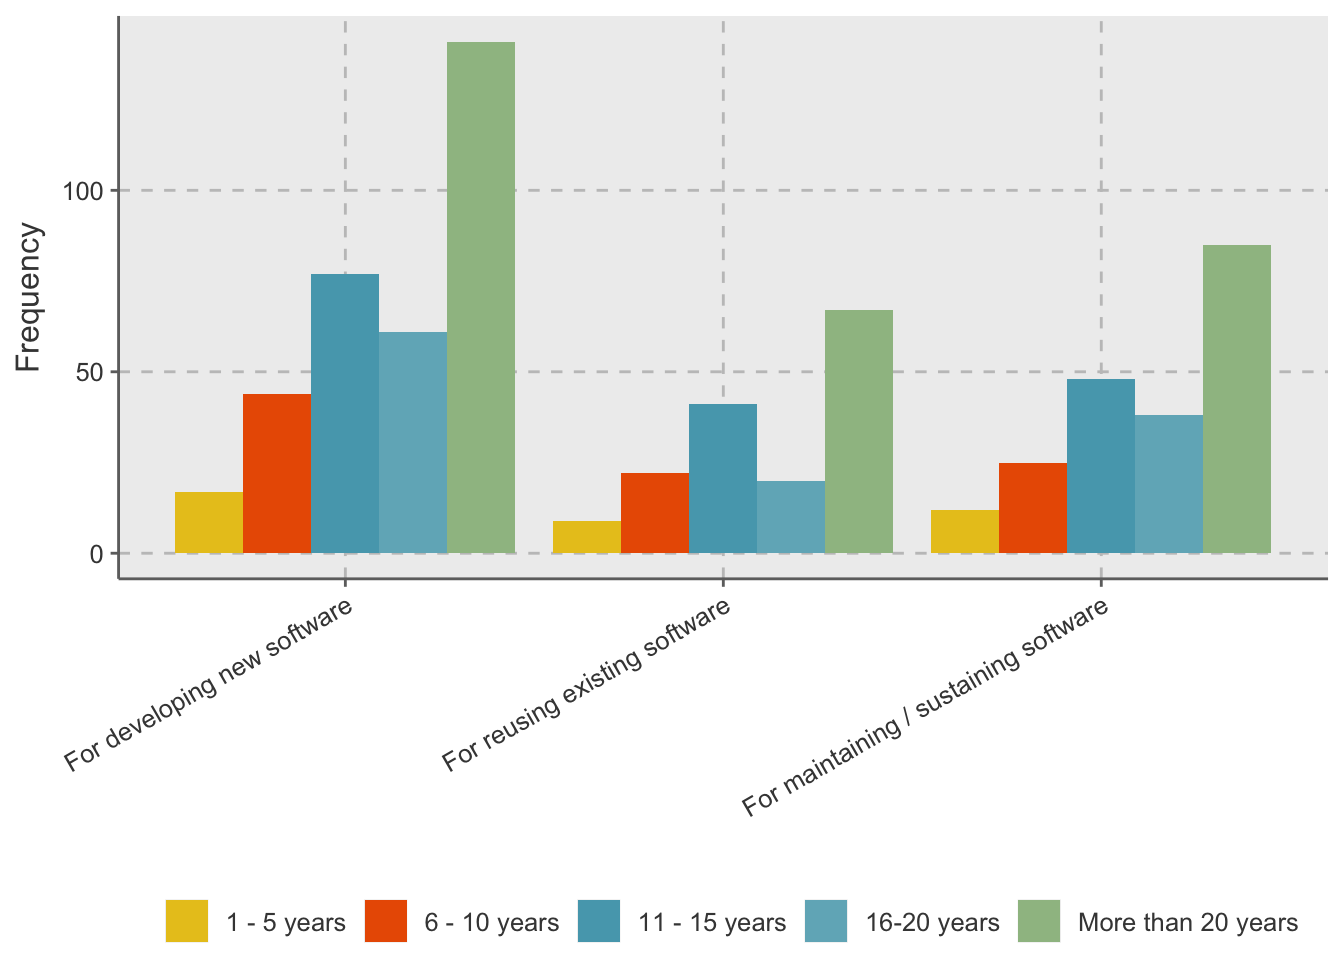 Frequency
100
50
0
For developing new software
For reusing existing software
For maintaining / sustaining software
1 - 5 years
6 - 10 years
11 - 15 years
16-20 years
More than 20 years